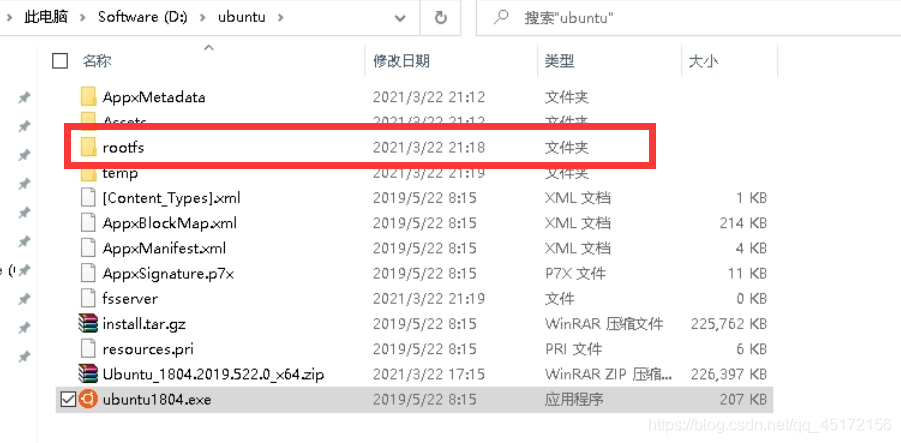 此电脑 > Software (D:) > ubuntu >
搜索"ubuntu"
名称 修改日期 类型 大小
AppxMetadata 2021/3/22 21:12 文件夹
Assets 2021/3/22 21:12 文件夹
rootfs 2021/3/22 21:18 文件夹
temp 2021/3/22 21:19 文件夹
[Content_Types].xml 2019/5/22 8:15 XML 文档 1 KB
AppxBlockMap.xml 2019/5/22 8:15 XML 文档 214 KB
AppxManifest.xml 2019/5/22 8:15 XML 文档 4 KB
AppxSignature.p7x 2019/5/22 8:15 P7X 文件 11 KB
fsserver 2021/3/22 21:19 文件 0 KB
install.tar.gz 2019/5/22 8:15 WinRAR 压缩文件 225,762 KB
resources.pri 2019/5/22 8:15 PRI 文件 6 KB
Ubuntu_1804.2019.522.0_x64.zip 2021/3/22 17:15 WinRAR ZIP 压缩... 226,397 KB
ubuntu1804.exe 2019/5/22 8:15 应用程序 207 KB
https://blog.csdn.net/qq_45172156